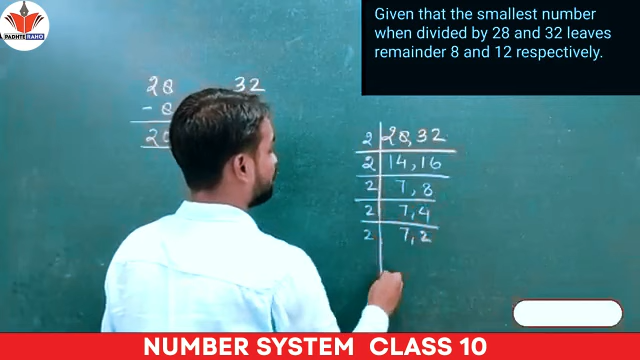 PADHTE RAHO
Given that the smallest number
when divided by 28 and 32 leaves
remainder 8 and 12 respectively.
28 32
- 8
20
2 28, 32
2 14, 16
2 7, 8
2 7, 4
2 7, 2
NUMBER SYSTEM CLASS 10